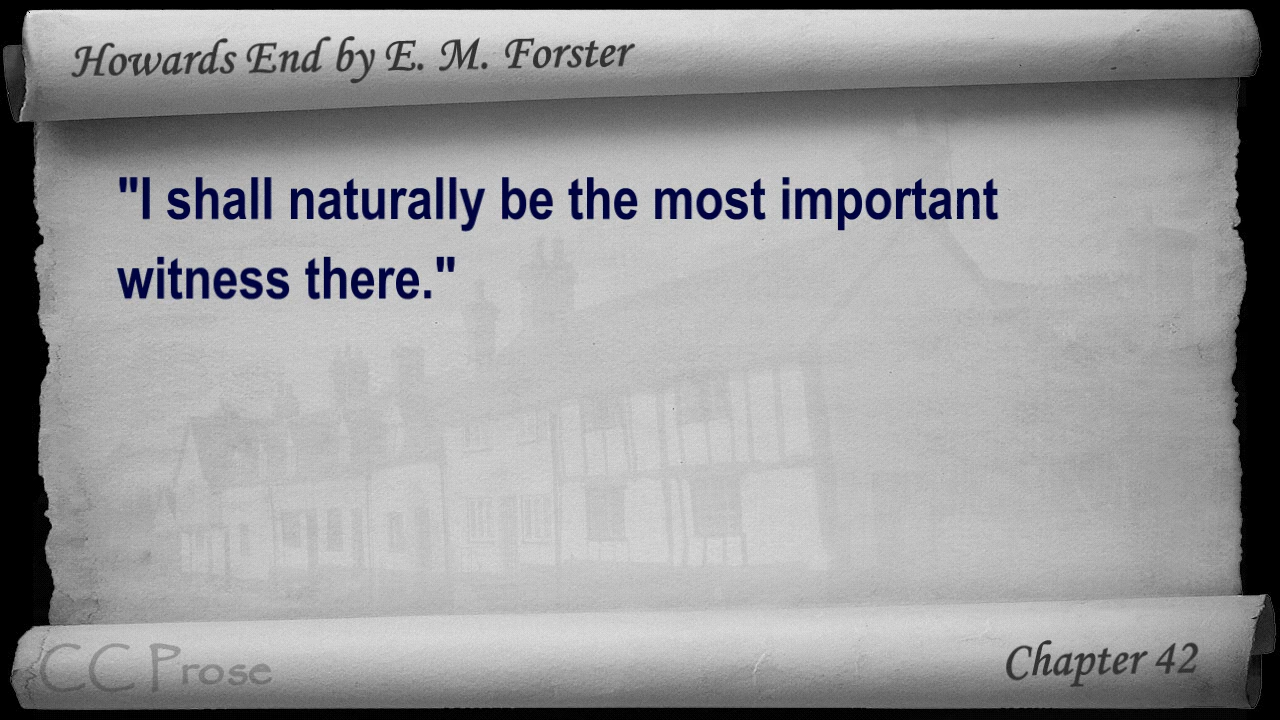 Howards End by E. M. Forster
"I shall naturally be the most important
witness there."
CC Prose
Chapter 42